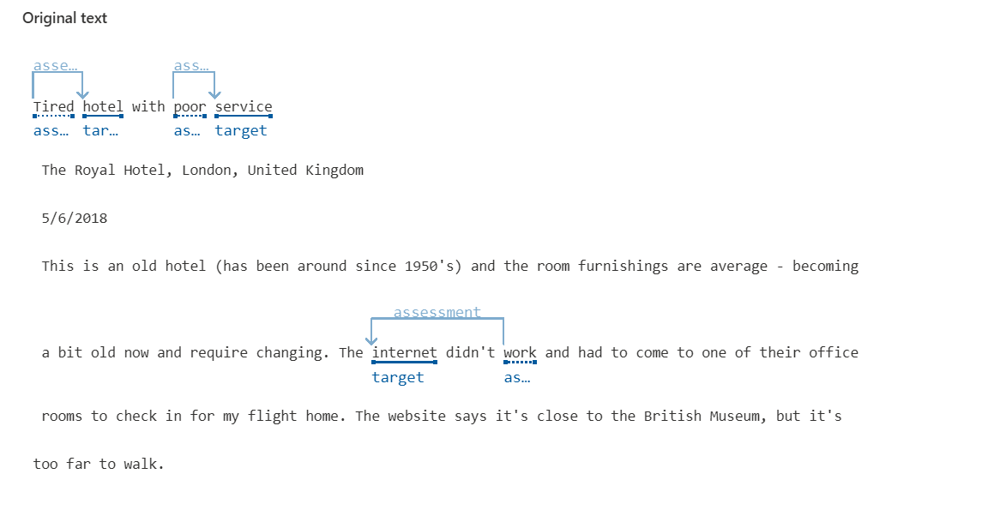 Original text
asse… ass…
Tired hotel with poor service
ass… tar… as… target
The Royal Hotel, London, United Kingdom
5/6/2018
This is an old hotel (has been around since 1950's) and the room furnishings are average - becoming
assessment
a bit old now and require changing. The internet didn't work and had to come to one of their office
target as…
rooms to check in for my flight home. The website says it's close to the British Museum, but it's
too far to walk.